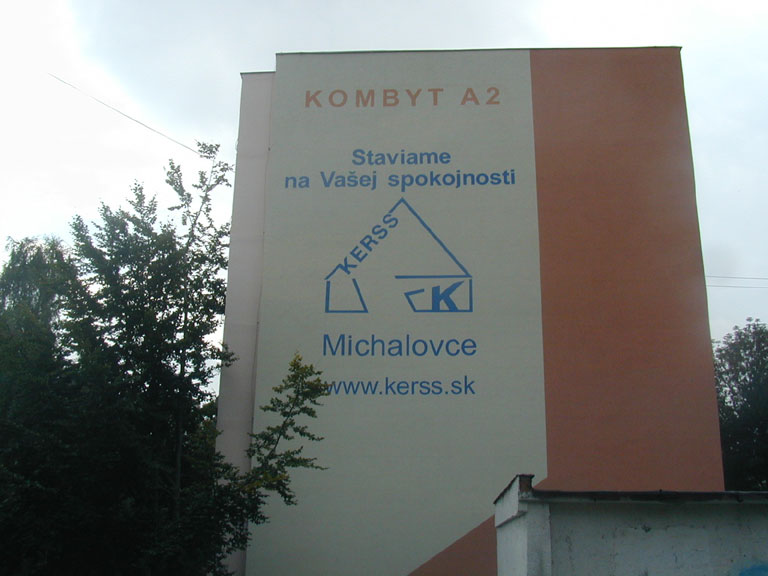 KOMBYT A2
Staviame
na Vašej spokojnosti
KERSS
K
Michalovce
www.kerss.sk